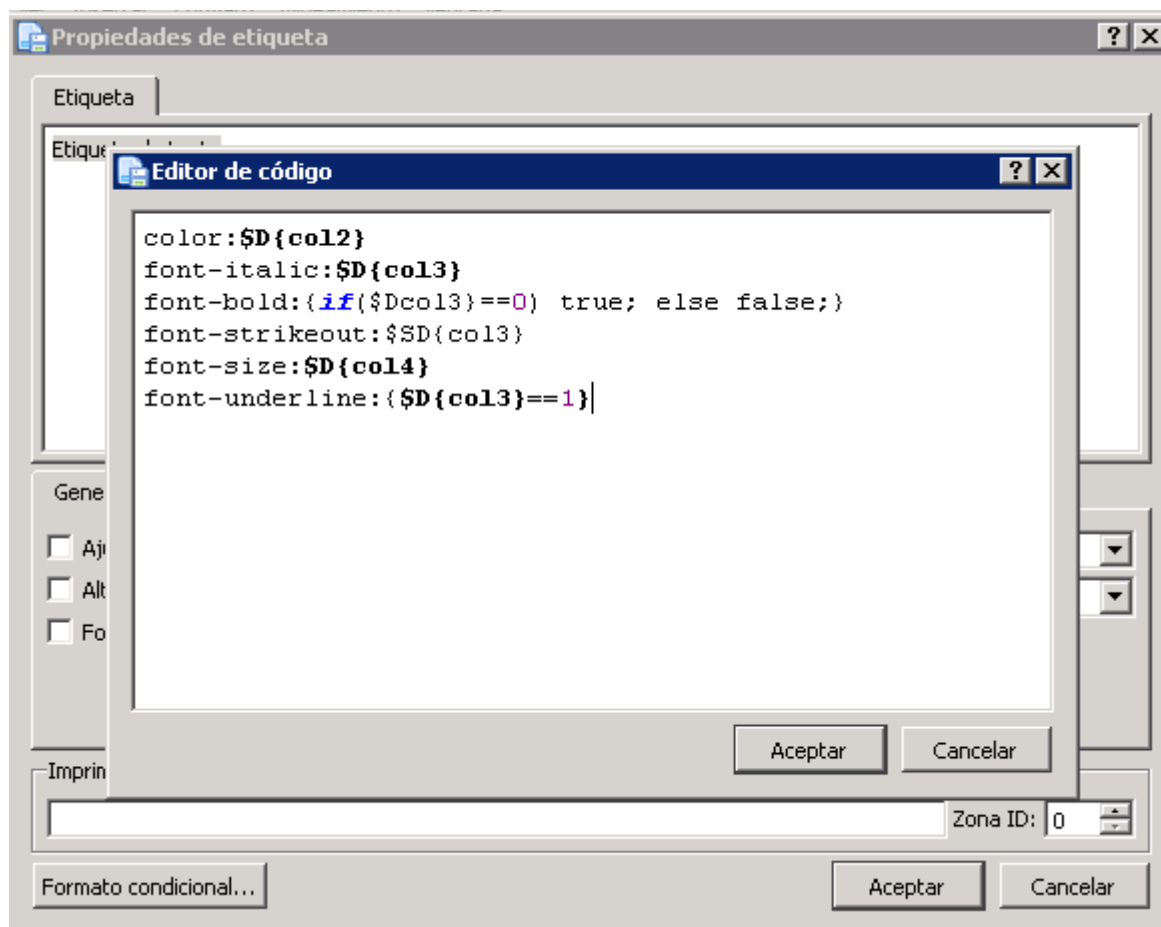 Propiedades de etiqueta
Etiqueta
Editor de código
color:$D{col2}
font-italic:$D{col3}
font-bold:{if($Dcol3}==0) true; else false;}
font-strikeout:$SD{col3}
font-size:$D{col4}
font-underline:{$D{col3}==1}
Aceptar Cancelar
Zona ID: 0
Formato condicional... Aceptar Cancelar